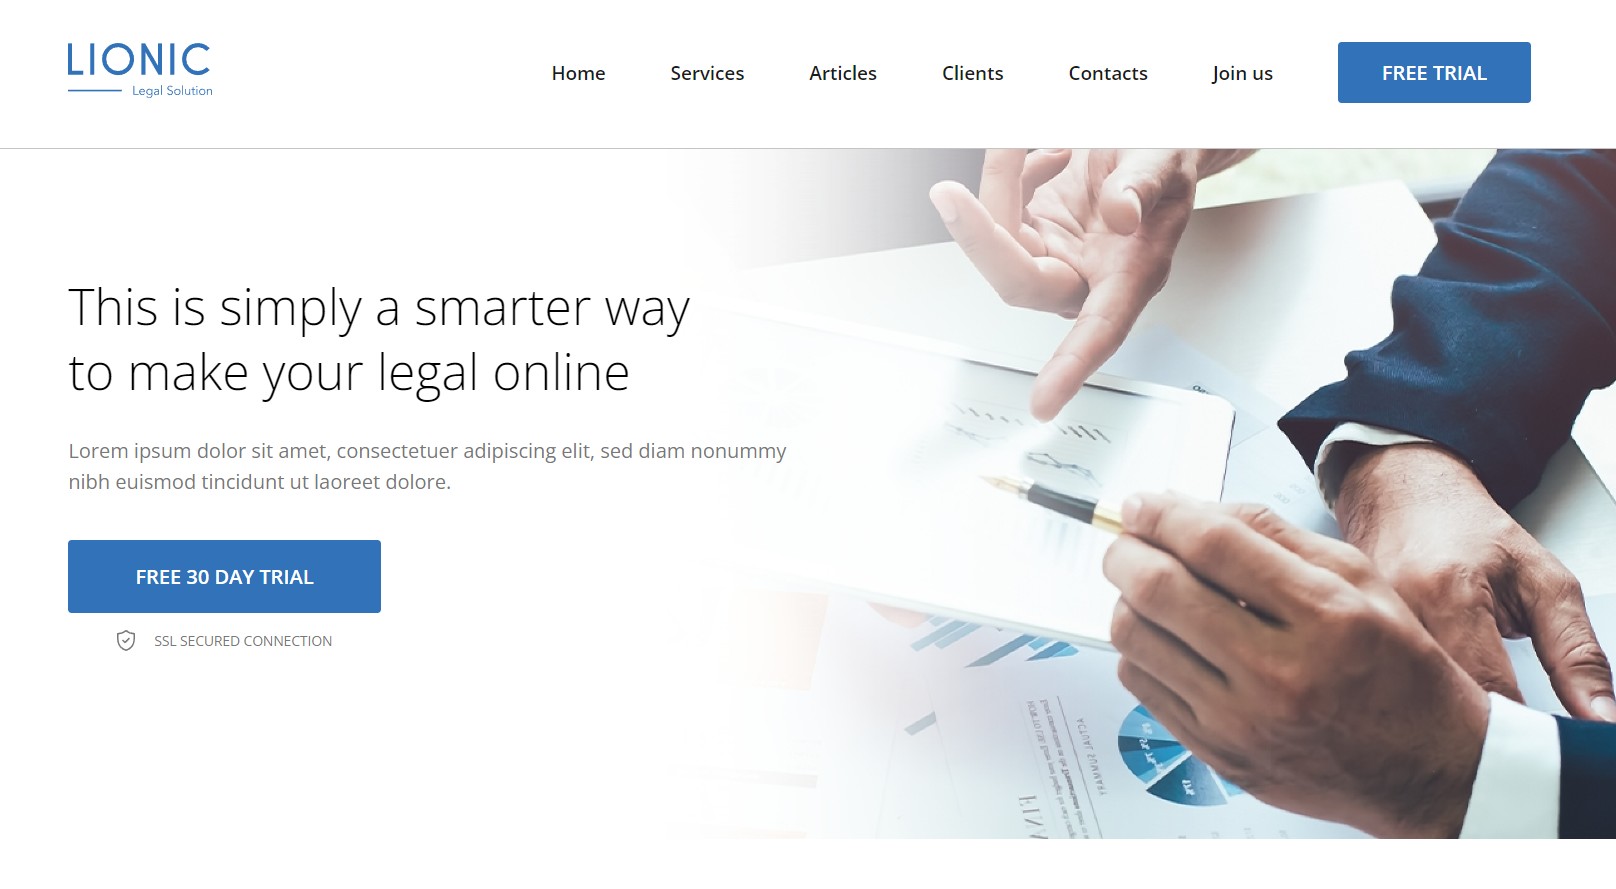 LIONIC
Legal Solution
Home Services Articles Clients Contacts Join us FREE TRIAL
This is simply a smarter way
to make your legal online
Lorem ipsum dolor sit amet, consectetuer adipiscing elit, sed diam nonummy
nibh euismod tincidunt ut laoreet dolore.
FREE 30 DAY TRIAL
SSL SECURED CONNECTION